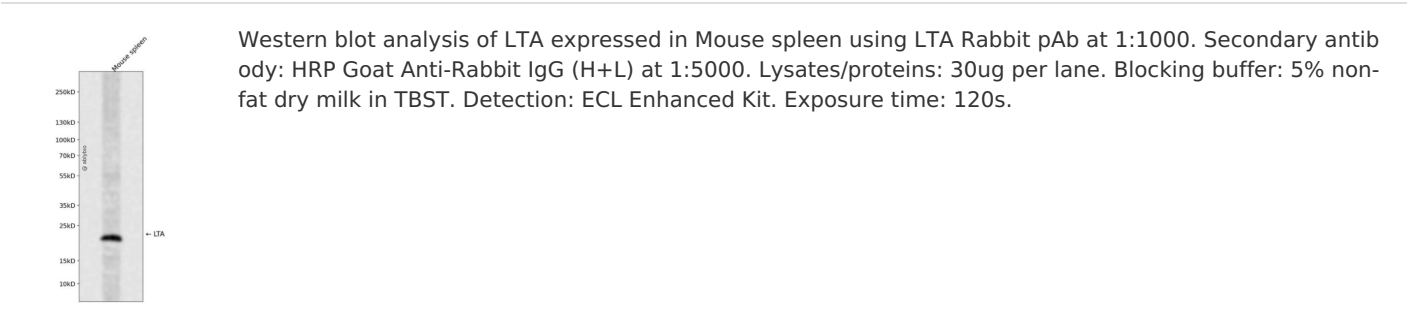 Mouse spleen
250kD
130kD
100kD
70kD
55kD
35kD
25kD
15kD
10kD
← LTA
Western blot analysis of LTA expressed in Mouse spleen using LTA Rabbit pAb at 1:1000. Secondary antib
ody: HRP Goat Anti-Rabbit IgG (H+L) at 1:5000. Lysates/proteins: 30ug per lane. Blocking buffer: 5% non-
fat dry milk in TBST. Detection: ECL Enhanced Kit. Exposure time: 120s.